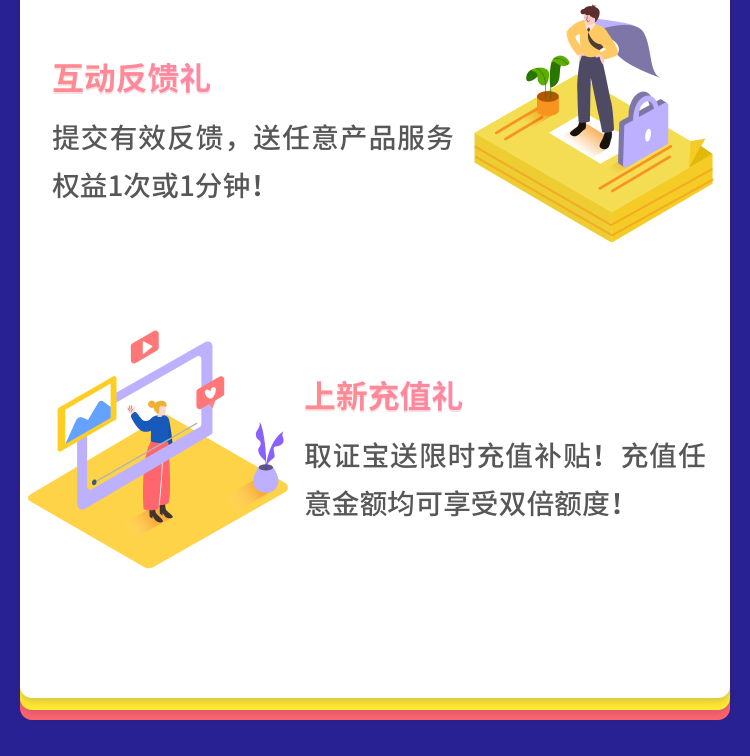 互动反馈礼
提交有效反馈，送任意产品服务
权益1次或1分钟！
上新充值礼
取证宝送限时充值补贴！充值任
意金额均可享受双倍额度！